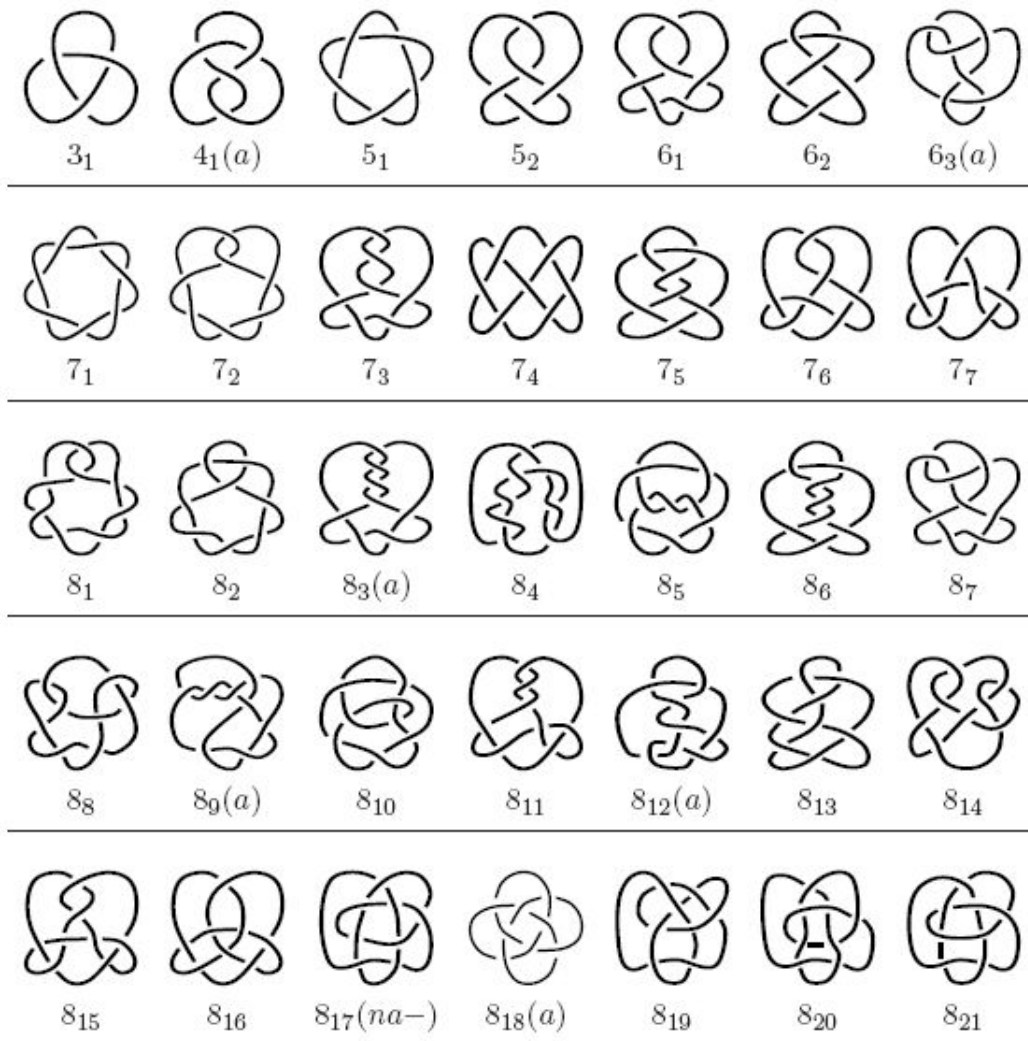 3₁ 4₁(a) 5₁ 5₂ 6₁ 6₂ 6₃(a)
7₁ 7₂ 7₃ 7₄ 7₅ 7₆ 7₇
8₁ 8₂ 8₃(a) 8₄ 8₅ 8₆ 8₇
8₈ 8₉(a) 8₁₀ 8₁₁ 8₁₂(a) 8₁₃ 8₁₄
8₁₅ 8₁₆ 8₁₇(na−) 8₁₈(a) 8₁₉ 8₂₀ 8₂₁